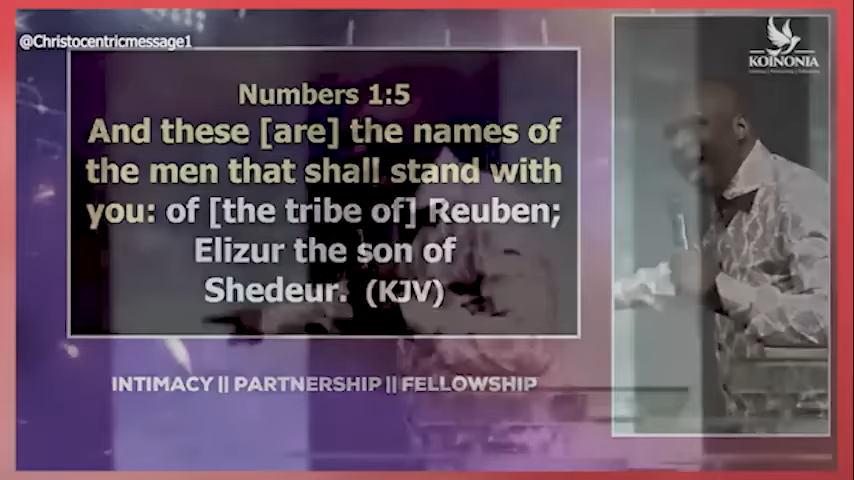 @Christocentricmessage1
KOINONIA
Numbers 1:5
And these [are] the names of
the men that shall stand with
you: of [the tribe of] Reuben;
Elizur the son of
Shedeur. (KJV)
INTIMACY || PARTNERSHIP || FELLOWSHIP